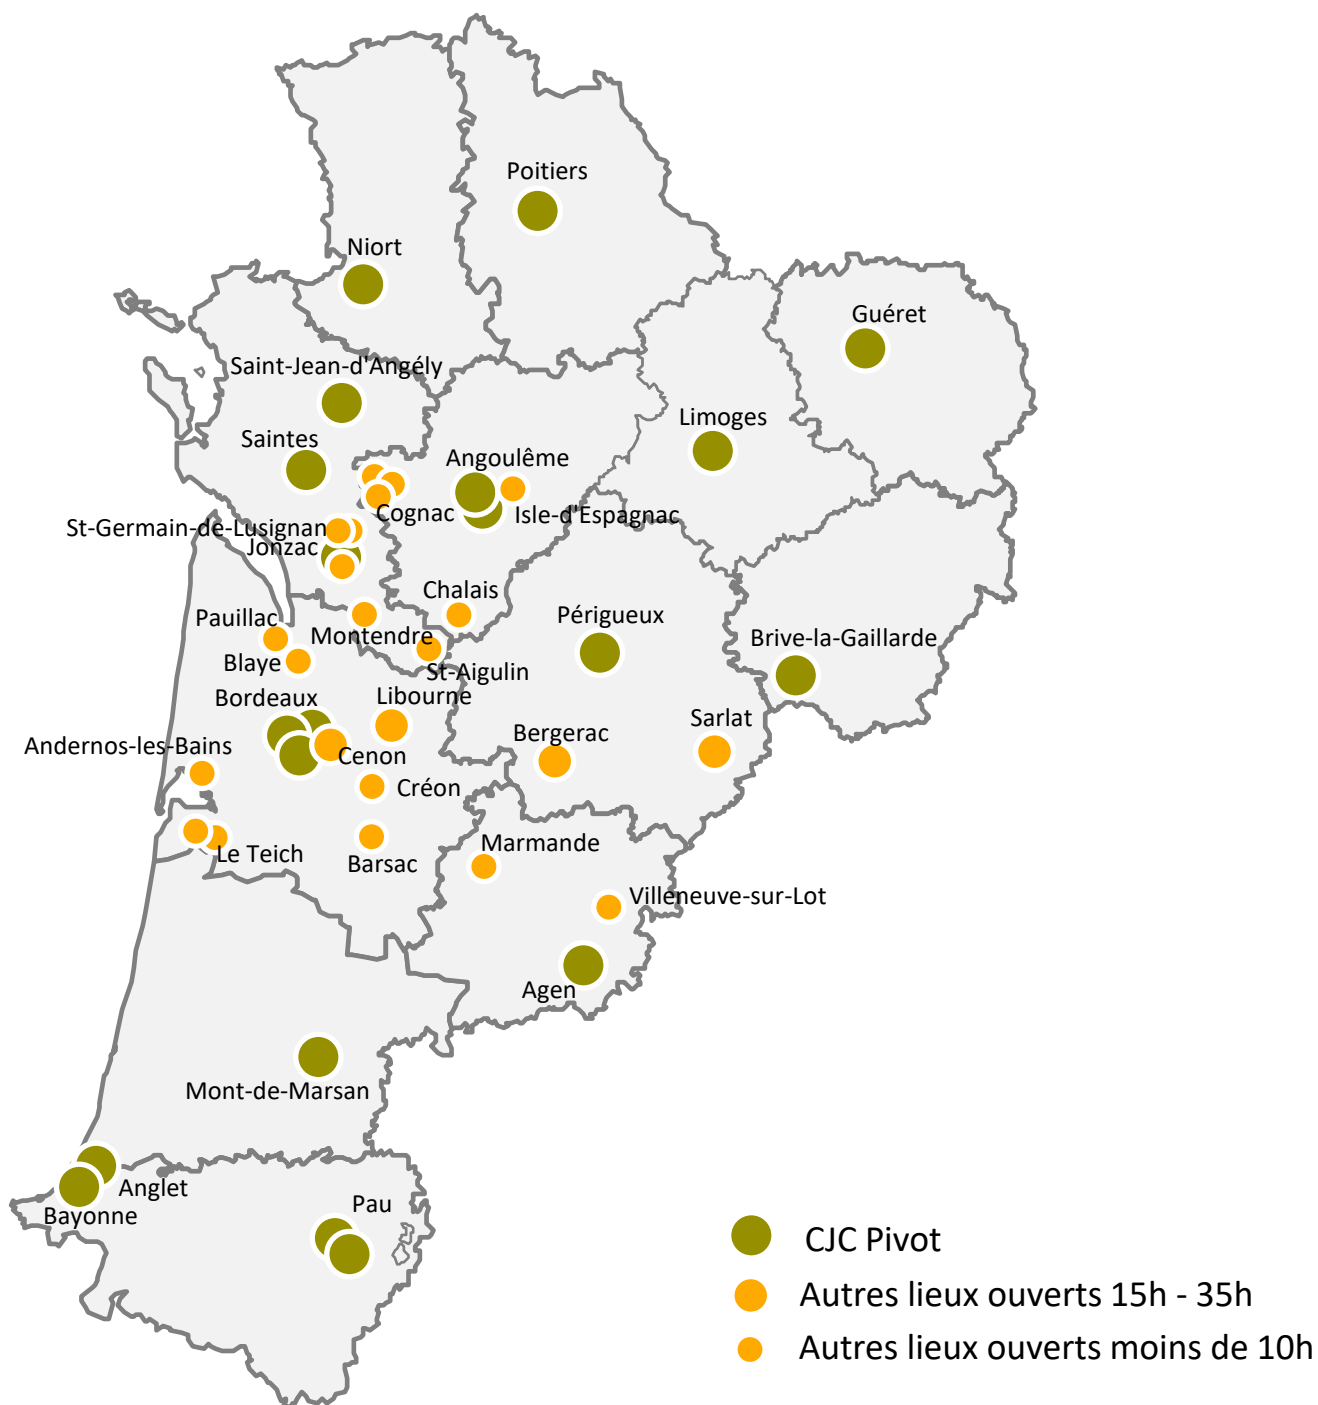 Poitiers
Niort
Guéret
Saint-Jean-d'Angély
Limoges
Saintes
Angoulême
Cognac
Isle-d'Espagnac
St-Germain-de-Lusignan
Jonzac
Chalais
Pauillac
Montendre
Périgueux
Brive-la-Gaillarde
Blaye
St-Aigulin
Bordeaux
Libourne
Sarlat
Bergerac
Andernos-les-Bains
Cenon
Créon
Le Teich
Barsac
Marmande
Villeneuve-sur-Lot
Agen
Mont-de-Marsan
Anglet
Bayonne
Pau
CJC Pivot
Autres lieux ouverts 15h - 35h
Autres lieux ouverts moins de 10h